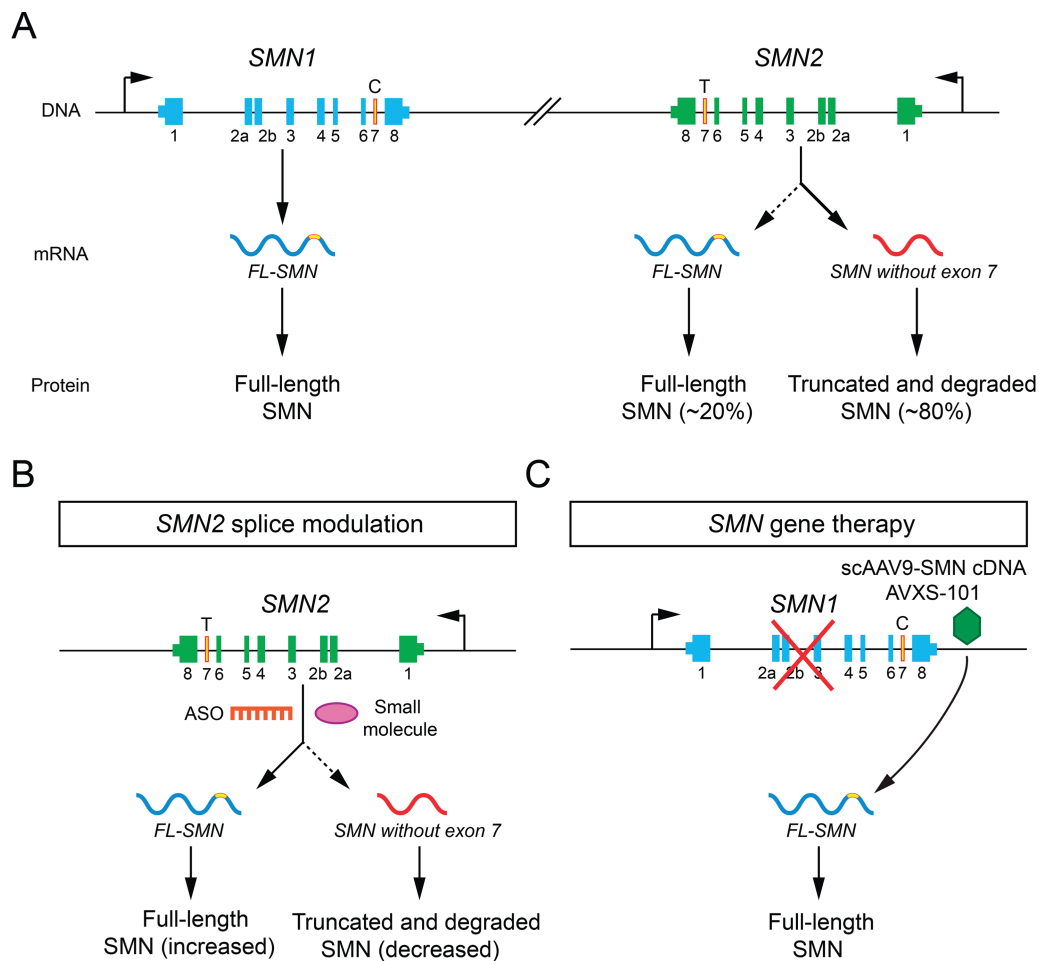 A
SMN1
SMN2
C
T
DNA
1 2a 2b 3 4 5 6 7 8
8 7 6 5 4 3 2b 2a 1
mRNA
FL-SMN
FL-SMN
SMN without exon 7
Protein
Full-length
SMN
Full-length
SMN (~20%)
Truncated and degraded
SMN (~80%)
B
SMN2 splice modulation
SMN2
T
8 7 6 5 4 3 2b 2a 1
ASO
Small
molecule
FL-SMN
SMN without exon 7
Full-length
SMN (increased)
Truncated and degraded
SMN (decreased)
C
SMN gene therapy
scAAV9-SMN cDNA
AVXS-101
SMN1
C
1 2a 2b 3 4 5 6 7 8
FL-SMN
Full-length
SMN